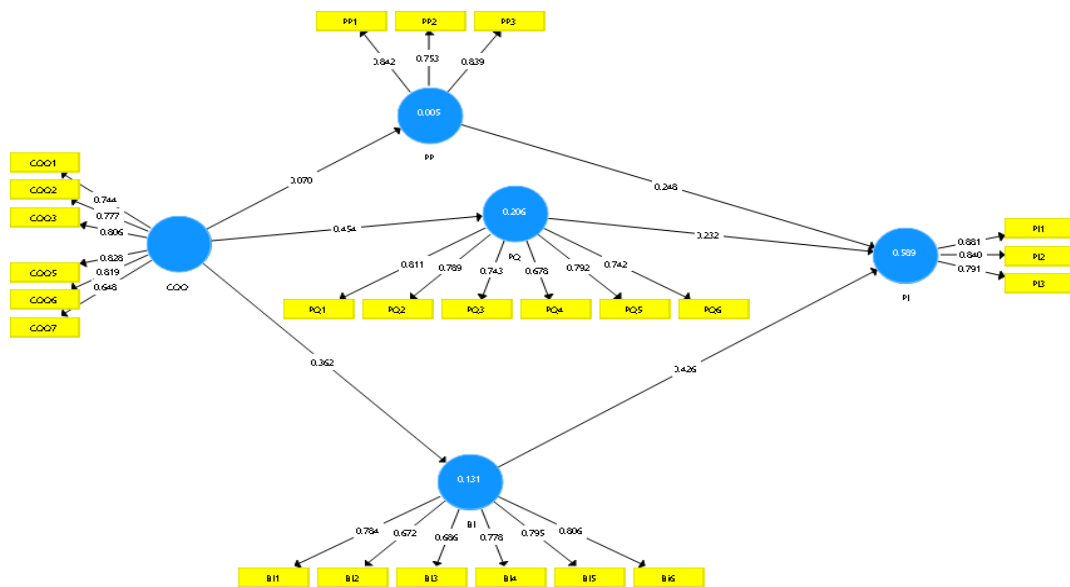 PP1 PP2 PP3
0.842 0.753 0.839
0.005
PP
COO1
COO2
COO3
COO5
COO6
COO7
0.744
0.777
0.806
0.828
0.819
0.648
COO
0.070
0.454
0.362
0.206
PQ
0.811 0.789 0.743 0.678 0.792 0.742
PQ1 PQ2 PQ3 PQ4 PQ5 PQ6
0.248
0.232
0.426
0.589
PI
0.881
0.840
0.791
PI1
PI2
PI3
0.131
BI
0.784 0.672 0.686 0.778 0.795 0.806
BI1 BI2 BI3 BI4 BI5 BI6